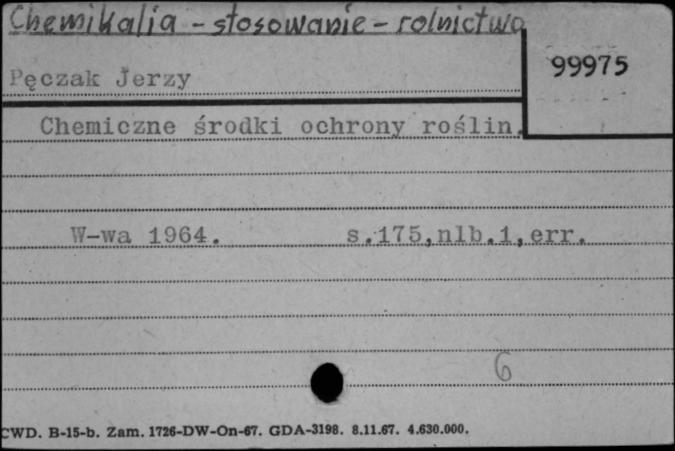 Chemikalia - stosowanie - rolnictwo
99975
Pęczak Jerzy
Chemiczne środki ochrony roślin.
W-wa 1964. s.175,nlb.1,err.
6
CWD. B-15-b. Zam. 1726-DW-On-67. GDA-3198. 8.11.67. 4.630.000.